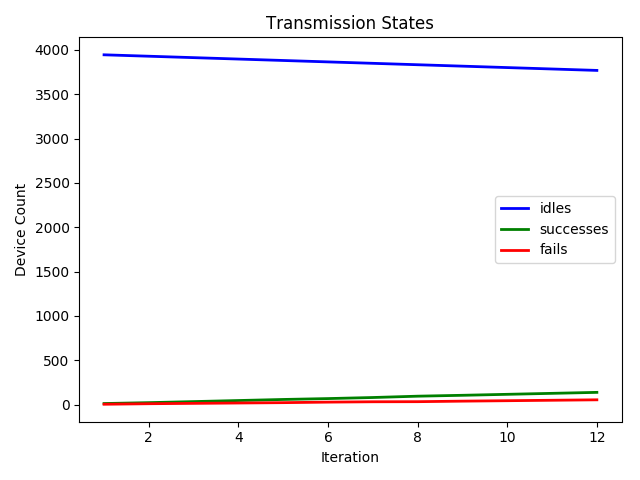 Transmission States
Device Count
4000
3500
3000
2500
2000
1500
1000
500
0
idles
successes
fails
2 4 6 8 10 12
Iteration